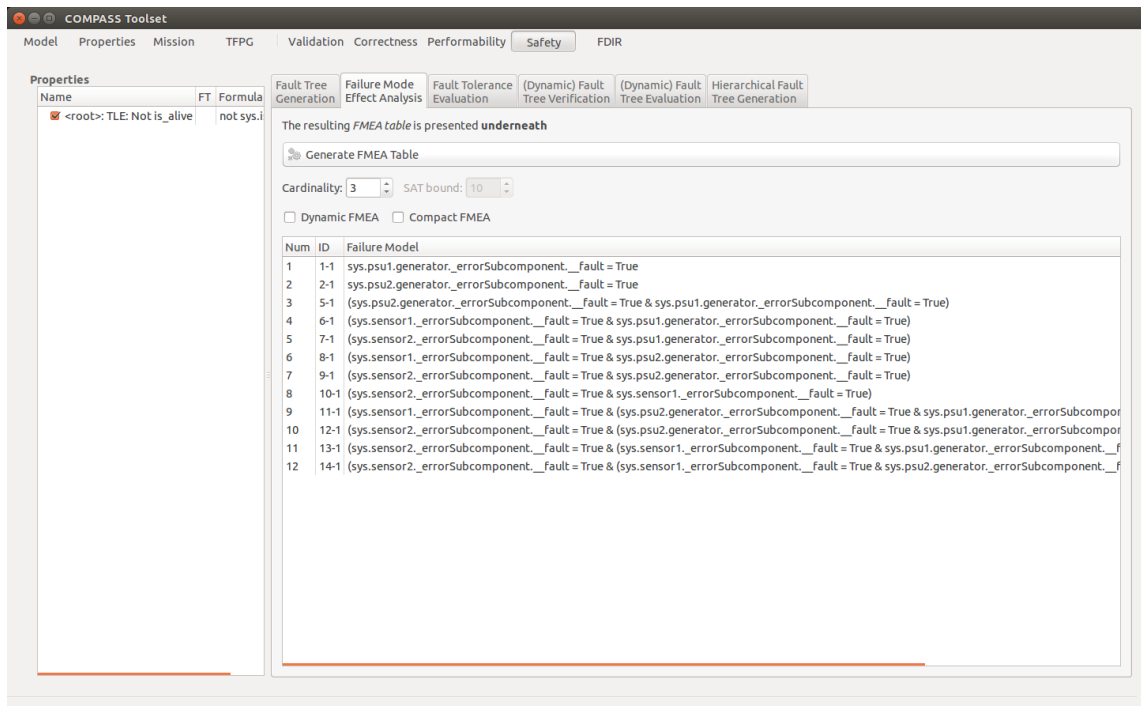 COMPASS Toolset
Model Properties Mission TFPG Validation Correctness Performability Safety FDIR
Properties
Name FT Formula
<root>: TLE: Not is_alive not sys.i
Fault Tree Generation
Failure Mode Effect Analysis
Fault Tolerance Evaluation
(Dynamic) Fault Tree Verification
(Dynamic) Fault Tree Evaluation
Hierarchical Fault Tree Generation
The resulting FMEA table is presented underneath
Generate FMEA Table
Cardinality: 3 SAT bound: 10
Dynamic FMEA Compact FMEA
Num ID Failure Model
1 1-1 sys.psu1.generator._errorSubcomponent.__fault = True
2 2-1 sys.psu2.generator._errorSubcomponent.__fault = True
3 5-1 (sys.psu2.generator._errorSubcomponent.__fault = True & sys.psu1.generator._errorSubcomponent.__fault = True)
4 6-1 (sys.sensor1._errorSubcomponent.__fault = True & sys.psu1.generator._errorSubcomponent.__fault = True)
5 7-1 (sys.sensor2._errorSubcomponent.__fault = True & sys.psu1.generator._errorSubcomponent.__fault = True)
6 8-1 (sys.sensor1._errorSubcomponent.__fault = True & sys.psu2.generator._errorSubcomponent.__fault = True)
7 9-1 (sys.sensor2._errorSubcomponent.__fault = True & sys.psu2.generator._errorSubcomponent.__fault = True)
8 10-1 (sys.sensor2._errorSubcomponent.__fault = True & sys.sensor1._errorSubcomponent.__fault = True)
9 11-1 (sys.sensor1._errorSubcomponent.__fault = True & (sys.psu2.generator._errorSubcomponent.__fault = True & sys.psu1.generator._errorSubcompor
10 12-1 (sys.sensor2._errorSubcomponent.__fault = True & (sys.psu2.generator._errorSubcomponent.__fault = True & sys.psu1.generator._errorSubcompor
11 13-1 (sys.sensor2._errorSubcomponent.__fault = True & (sys.sensor1._errorSubcomponent.__fault = True & sys.psu1.generator._errorSubcomponent.__f
12 14-1 (sys.sensor2._errorSubcomponent.__fault = True & (sys.sensor1._errorSubcomponent.__fault = True & sys.psu2.generator._errorSubcomponent.__f